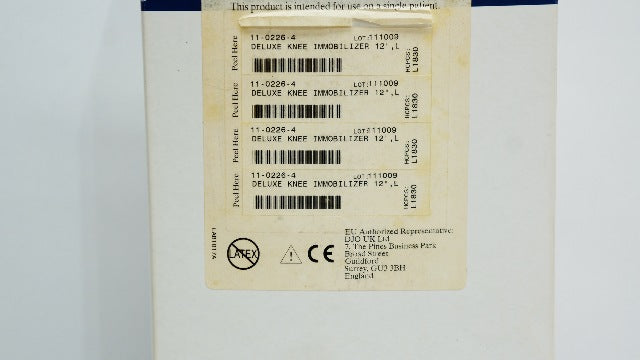 This product is intended for use on a single patient.
Peel Here
11-0226-4 LOT:111009
DELUXE KNEE IMMOBILIZER 12",L
HCPCS:
L1830
Peel Here
11-0226-4 LOT:111009
DELUXE KNEE IMMOBILIZER 12",L
HCPCS:
L1830
Peel Here
11-0226-4 LOT:111009
DELUXE KNEE IMMOBILIZER 12",L
HCPCS:
L1830
Peel Here
11-0226-4 LOT:111009
DELUXE KNEE IMMOBILIZER 12",L
HCPCS:
L1830
LATEX
CE
EU Authorized Representative:
DJO UK Ltd
7, The Pines Business Park
Broad Street
Guildford
Surrey, GU3 3BH
England